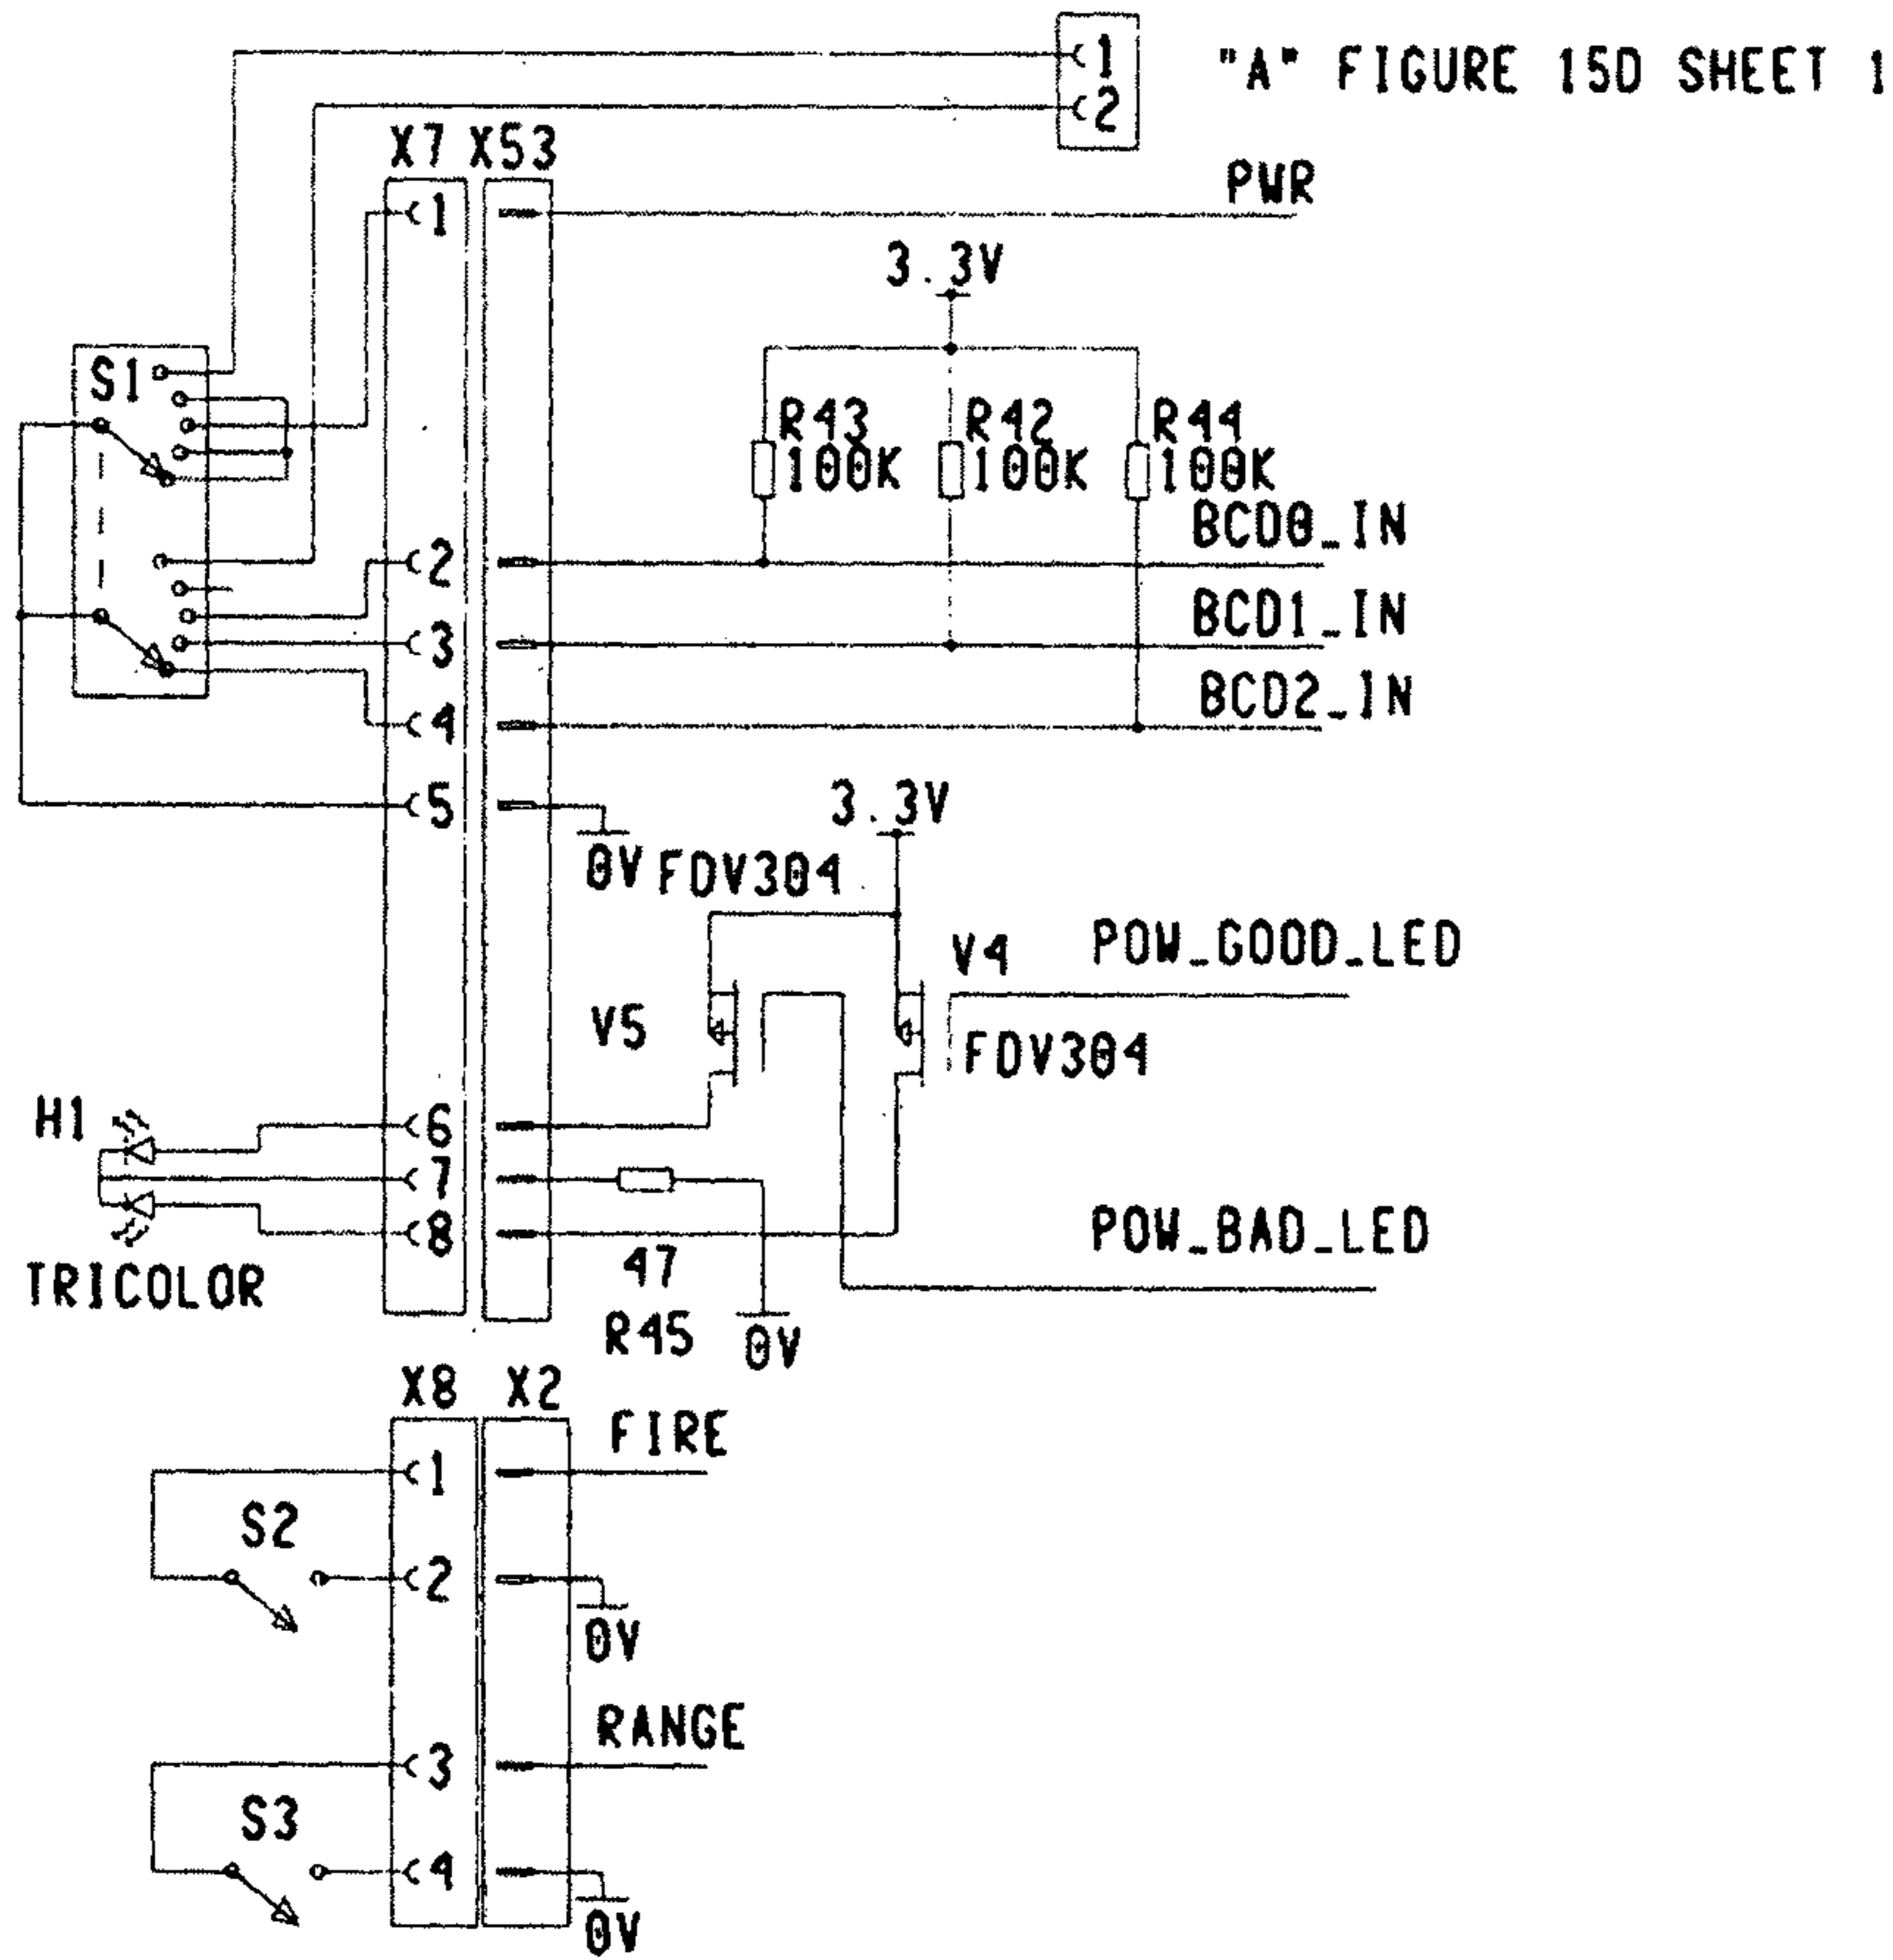 1
"A" FIGURE 15D SHEET 1
2
X7 X53
PWR
1
3.3V
S1
R43 R42 R44
100K 100K 100K
BCD0_IN
2
BCD1_IN
3
BCD2_IN
4
5
3.3V
0V FDV304
V4 POW_GOOD_LED
V5
FDV304
H1
6
7
8
POW_BAD_LED
TRICOLOR
47
R45 0V
X8 X2
FIRE
1
S2
2
0V
RANGE
3
S3
4
0V